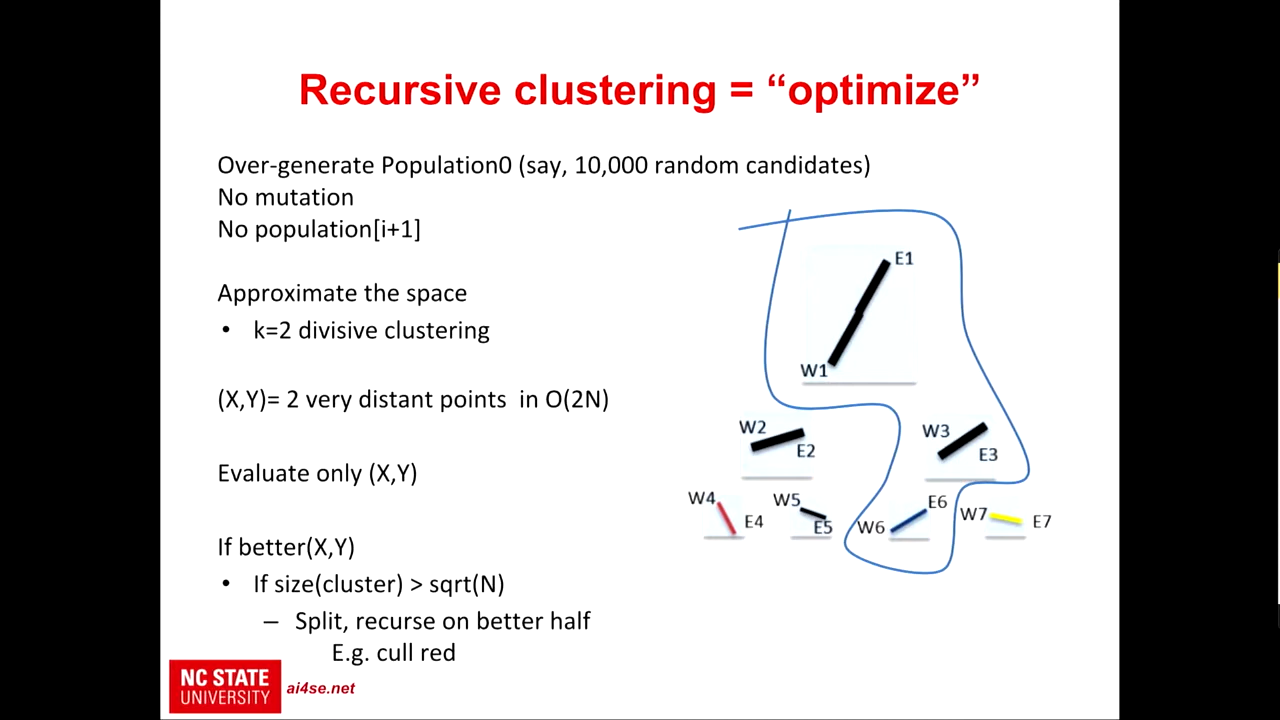 Recursive clustering = “optimize”
Over-generate Population0 (say, 10,000 random candidates)
No mutation
No population[i+1]
Approximate the space
• k=2 divisive clustering
(X,Y)= 2 very distant points in O(2N)
Evaluate only (X,Y)
If better(X,Y)
• If size(cluster) > sqrt(N)
– Split, recurse on better half
E.g. cull red
E1
W1
W2
E2
W3
E3
W4
E4
W5
E5
W6
E6
W7
E7
NC STATE
UNIVERSITY
ai4se.net